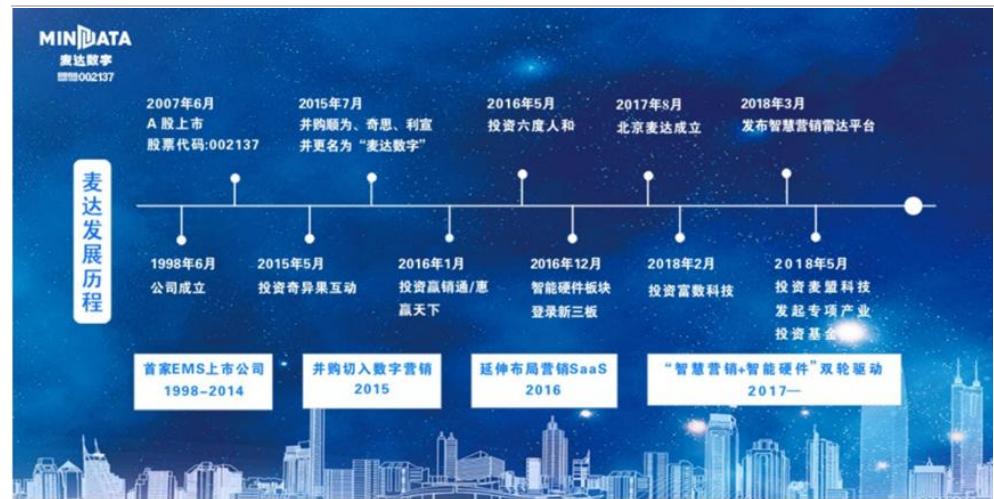 MINDATA
麦达数字
002137
2007年6月
A 股上市
股票代码:002137
2015年7月
并购顺为、奇思、利宣
并更名为“麦达数字”
2016年5月
投资六度人和
2017年8月
北京麦达成立
2018年3月
发布智慧营销雷达平台
麦达发展历程
1998年6月
公司成立
2015年5月
投资奇异果互动
2016年1月
投资赢销通/惠
赢天下
2016年12月
智能硬件板块
登录新三板
2018年2月
投资富数科技
2018年5月
投资麦盟科技
发起专项产业
投资基金
首家EMS上市公司
1998-2014
并购切入数字营销
2015
延伸布局营销SaaS
2016
“智慧营销+智能硬件”双轮驱动
2017—